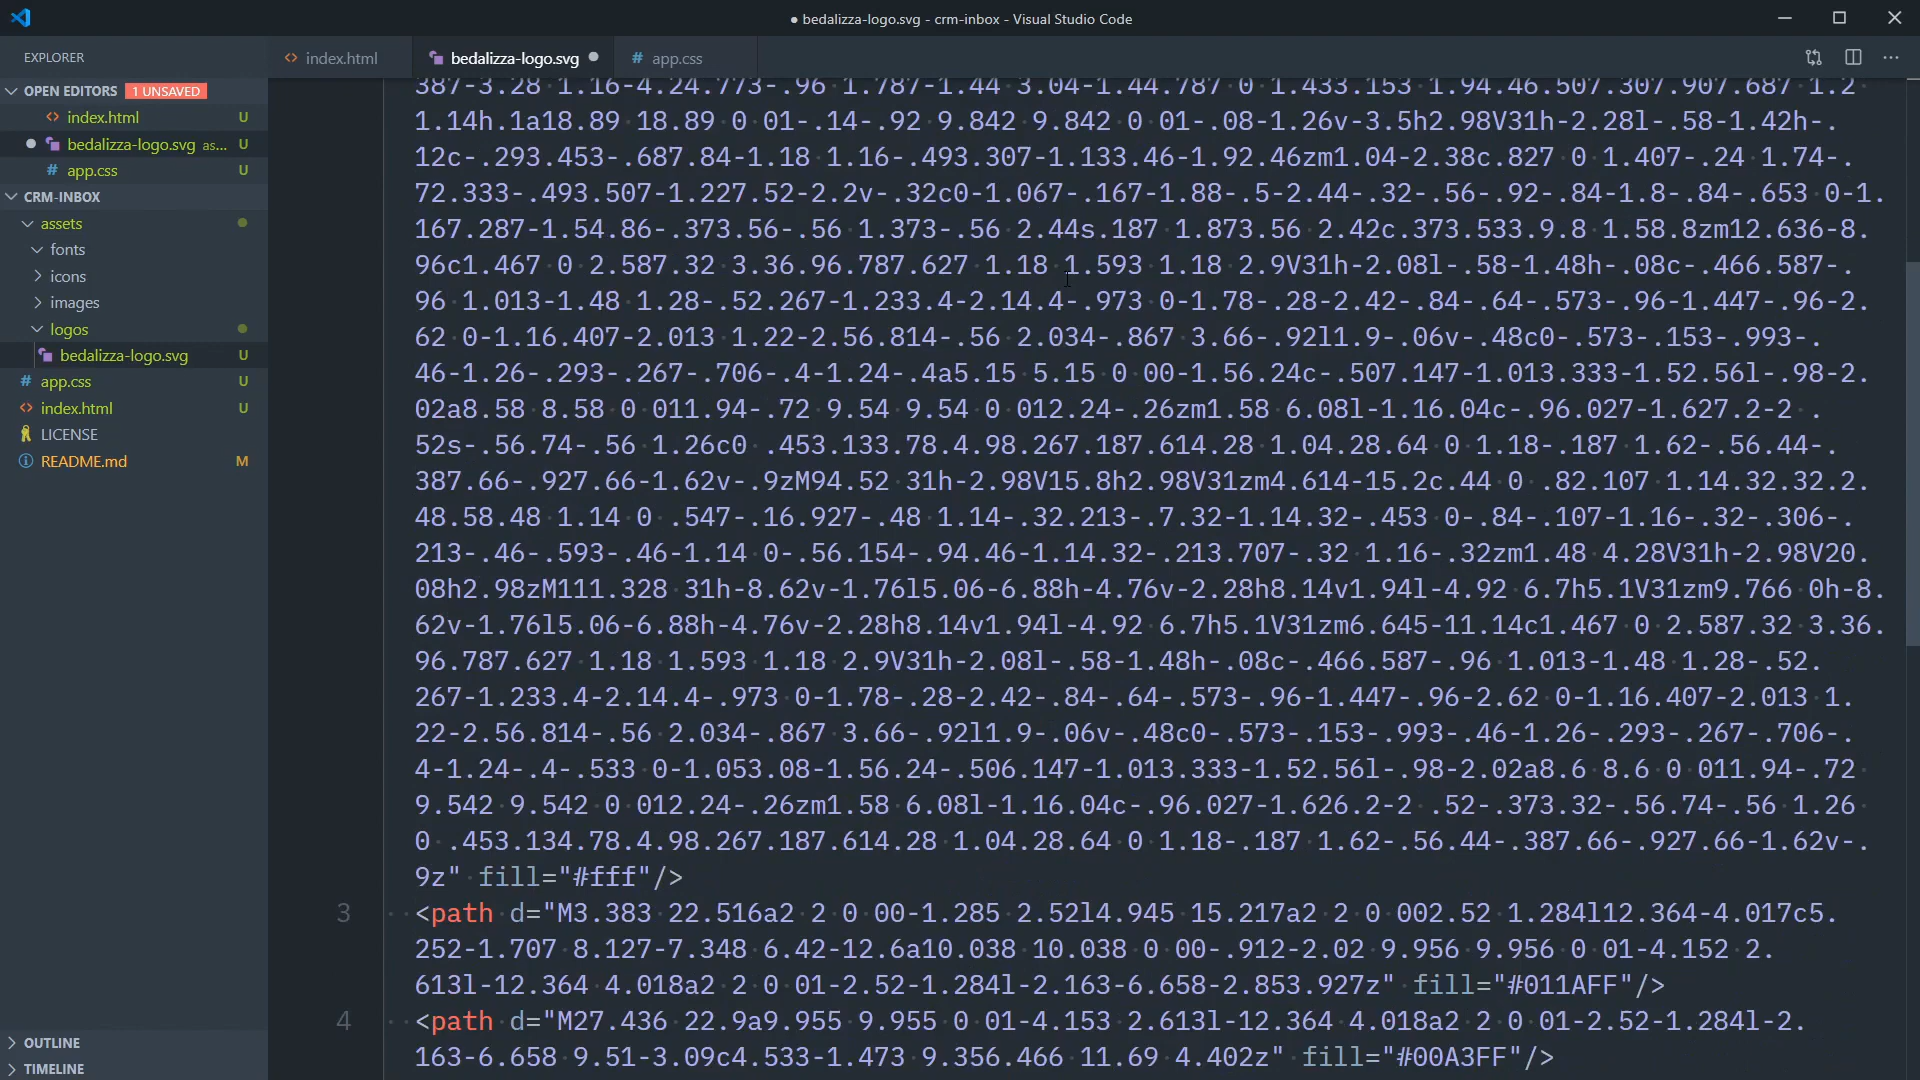 ● bedalizza-logo.svg - crm-inbox - Visual Studio Code
EXPLORER
index.html
bedalizza-logo.svg
app.css
OPEN EDITORS 1 UNSAVED
index.html U
bedalizza-logo.svg as... U
app.css U
CRM-INBOX
assets
fonts
icons
images
logos
bedalizza-logo.svg U
app.css U
index.html U
LICENSE
README.md M
OUTLINE
TIMELINE
387-3.28 1.16-4.24.773-.96 1.787-1.44 3.04-1.44.787 0 1.433.153 1.94.46.507.307.907.687 1.2
1.14h.1a18.89 18.89 0 01-.14-.92 9.842 9.842 0 01-.08-1.26v-3.5h2.98V31h-2.28l-.58-1.42h-.
12c-.293.453-.687.84-1.18 1.16-.493.307-1.133.46-1.92.46zm1.04-2.38c.827 0 1.407-.24 1.74-.
72.333-.493.507-1.227.52-2.2v-.32c0-1.067-.167-1.88-.5-2.44-.32-.56-.92-.84-1.8-.84-.653 0-1.
167.287-1.54.86-.373.56-.56 1.373-.56 2.44s.187 1.873.56 2.42c.373.533.9.8 1.58.8zm12.636-8.
96c1.467 0 2.587.32 3.36.96.787.627 1.18 1.593 1.18 2.9V31h-2.08l-.58-1.48h-.08c-.466.587-.
96 1.013-1.48 1.28-.52.267-1.233.4-2.14.4-.973 0-1.78-.28-2.42-.84-.64-.573-.96-1.447-.96-2.
62 0-1.16.407-2.013 1.22-2.56.814-.56 2.034-.867 3.66-.92l1.9-.06v-.48c0-.573-.153-.993-.
46-1.26-.293-.267-.706-.4-1.24-.4a5.15 5.15 0 00-1.56.24c-.507.147-1.013.333-1.52.56l-.98-2.
02a8.58 8.58 0 011.94-.72 9.54 9.54 0 012.24-.26zm1.58 6.08l-1.16.04c-.96.027-1.627.2-2 .
52s-.56.74-.56 1.26c0 .453.133.78.4.98.267.187.614.28 1.04.28.64 0 1.18-.187 1.62-.56.44-.
387.66-.927.66-1.62v-.9zM94.52 31h-2.98V15.8h2.98V31zm4.614-15.2c.44 0 .82.107 1.14.32.32.2.
48.58.48 1.14 0 .547-.16.927-.48 1.14-.32.213-.7.32-1.14.32-.453 0-.84-.107-1.16-.32-.306-.
213-.46-.593-.46-1.14 0-.56.154-.94.46-1.14.32-.213.707-.32 1.16-.32zm1.48 4.28V31h-2.98V20.
08h2.98zM111.328 31h-8.62v-1.76l5.06-6.88h-4.76v-2.28h8.14v1.94l-4.92 6.7h5.1V31zm9.766 0h-8.
62v-1.76l5.06-6.88h-4.76v-2.28h8.14v1.94l-4.92 6.7h5.1V31zm6.645-11.14c1.467 0 2.587.32 3.36.
96.787.627 1.18 1.593 1.18 2.9V31h-2.08l-.58-1.48h-.08c-.466.587-.96 1.013-1.48 1.28-.52.
267-1.233.4-2.14.4-.973 0-1.78-.28-2.42-.84-.64-.573-.96-1.447-.96-2.62 0-1.16.407-2.013 1.
22-2.56.814-.56 2.034-.867 3.66-.92l1.9-.06v-.48c0-.573-.153-.993-.46-1.26-.293-.267-.706-.
4-1.24-.4-.533 0-1.053.08-1.56.24-.506.147-1.013.333-1.52.56l-.98-2.02a8.6 8.6 0 011.94-.72
9.542 9.542 0 012.24-.26zm1.58 6.08l-1.16.04c-.96.027-1.626.2-2 .52-.373.32-.56.74-.56 1.26
0 .453.134.78.4.98.267.187.614.28 1.04.28.64 0 1.18-.187 1.62-.56.44-.387.66-.927.66-1.62v-.
9z" fill="#fff"/>
3 <path d="M3.383 22.516a2 2 0 00-1.285 2.52l4.945 15.217a2 2 0 002.52 1.284l12.364-4.017c5.
252-1.707 8.127-7.348 6.42-12.6a10.038 10.038 0 00-.912-2.02 9.956 9.956 0 01-4.152 2.
613l-12.364 4.018a2 2 0 01-2.52-1.284l-2.163-6.658-2.853.927z" fill="#011AFF"/>
4 <path d="M27.436 22.9a9.955 9.955 0 01-4.153 2.613l-12.364 4.018a2 2 0 01-2.52-1.284l-2.
163-6.658 9.51-3.09c4.533-1.473 9.356.466 11.69 4.402z" fill="#00A3FF"/>